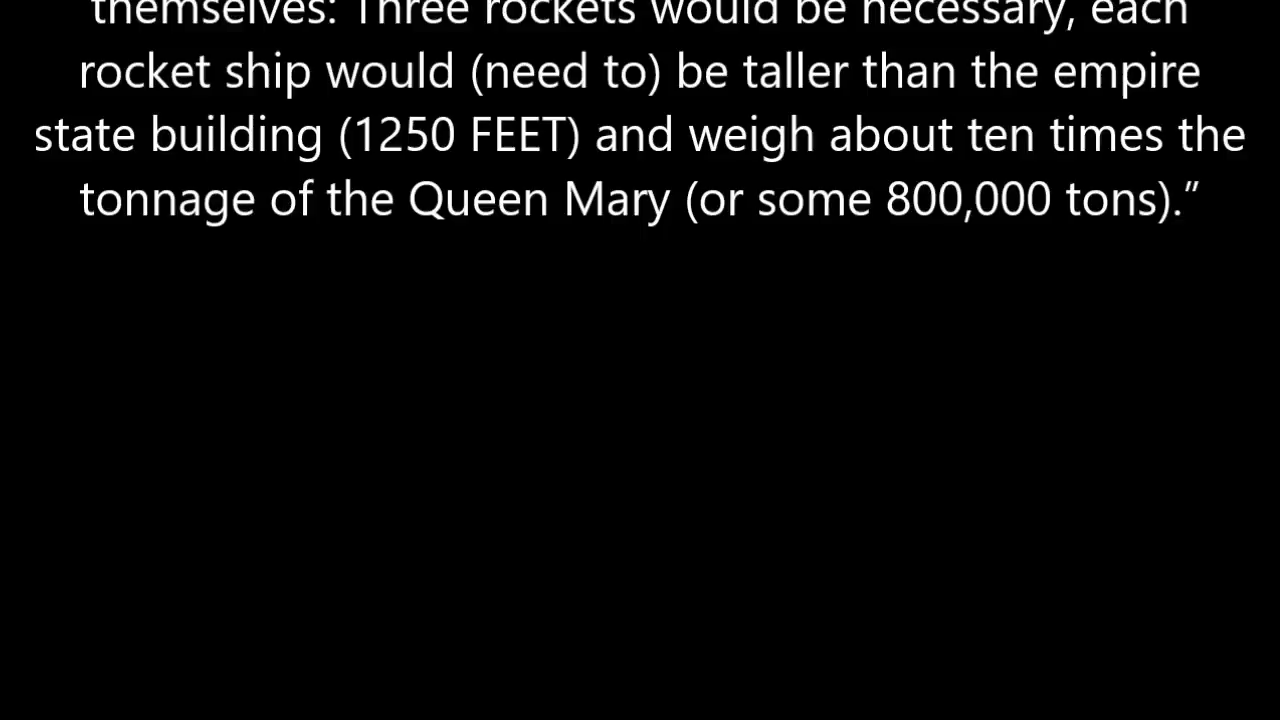 themselves: Three rockets would be necessary, each
rocket ship would (need to) be taller than the empire
state building (1250 FEET) and weigh about ten times the
tonnage of the Queen Mary (or some 800,000 tons).”